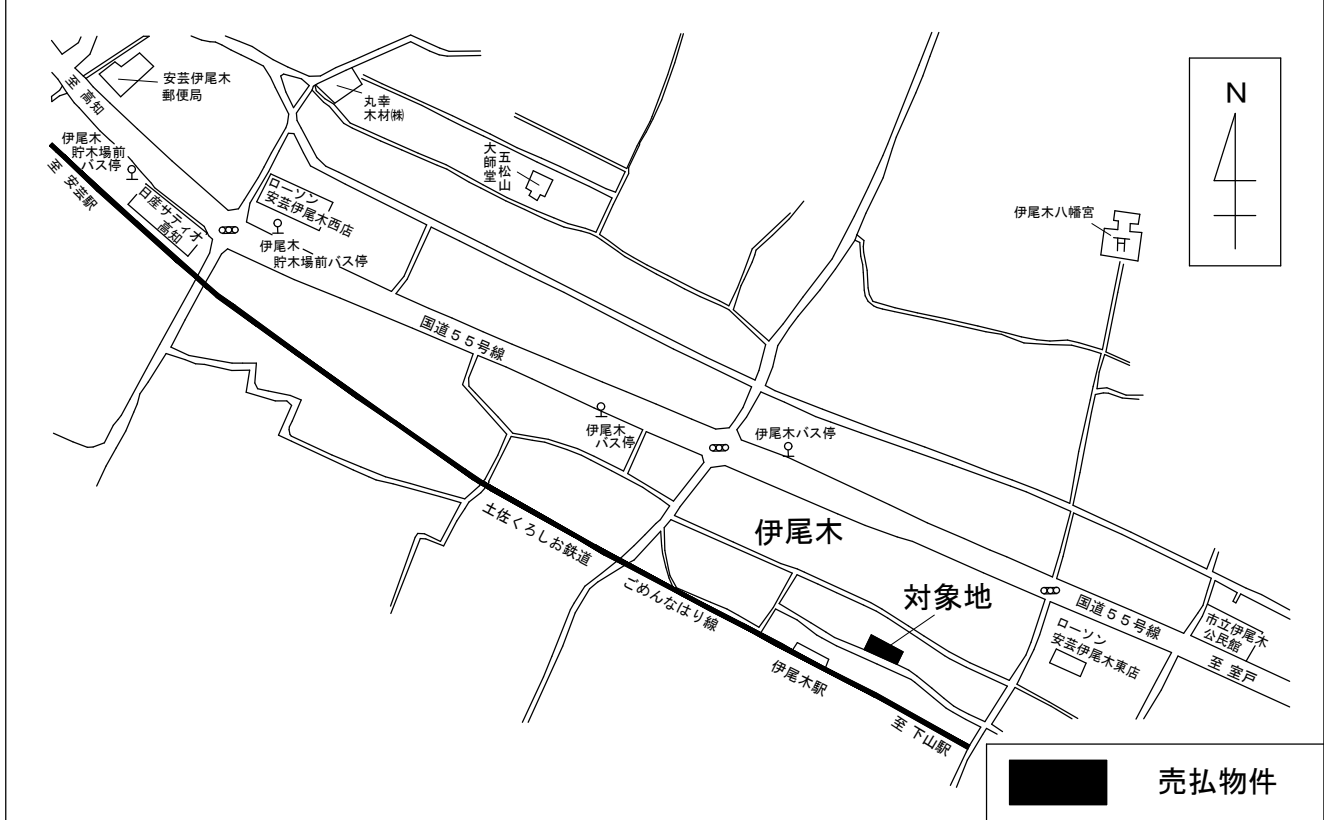 安芸伊尾木
郵便局
至 高知
丸幸
木材㈱
伊尾木
貯木場前
バス停
至 安芸駅
日産サティオ
高知
ローソン
安芸伊尾木西店
伊尾木
貯木場前バス停
五松山
大師堂
伊尾木八幡宮
N
国道55号線
伊尾木
バス停
伊尾木バス停
土佐くろしお鉄道
ごめんなはり線
伊尾木
対象地
伊尾木駅
至 下山駅
国道55号線
ローソン
安芸伊尾木東店
市立伊尾木
公民館
至 室戸
売払物件